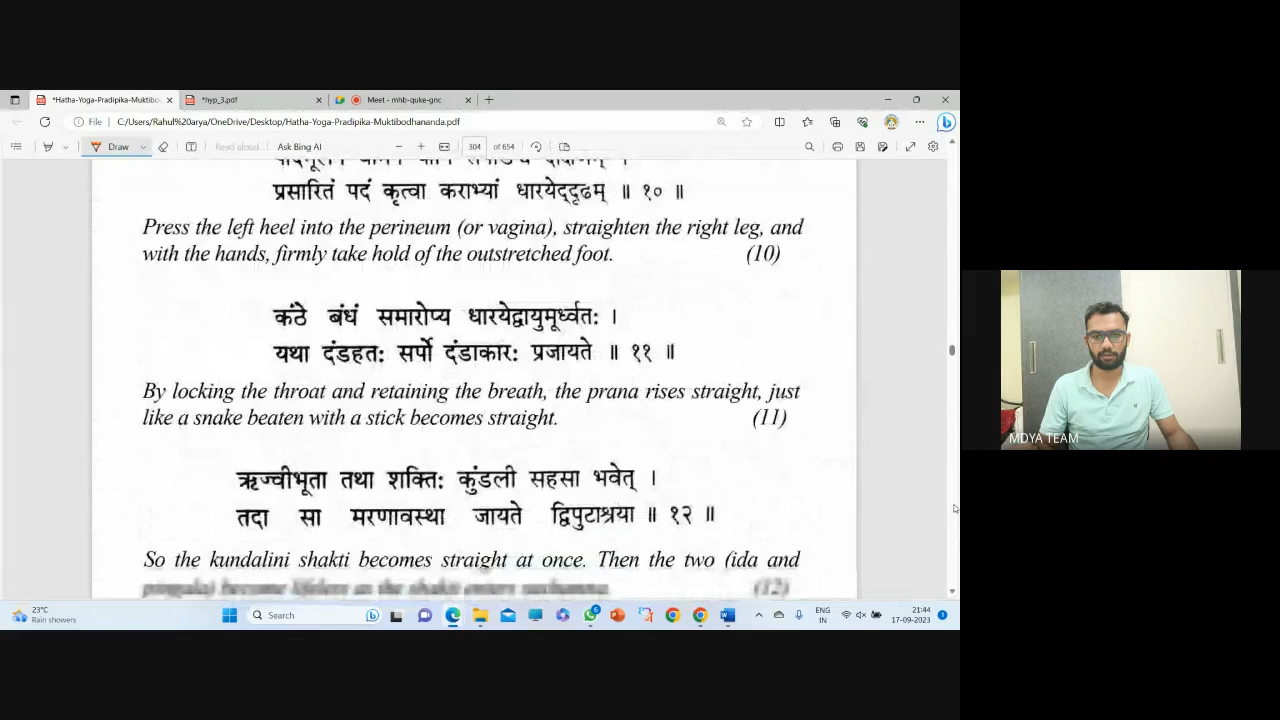 *Hatha-Yoga-Pradipika-Muktibo
*hyp_3.pdf
Meet - mhb-quke-gnc
File
C:/Users/Rahul%20arya/OneDrive/Desktop/Hatha-Yoga-Pradipika-Muktibodhananda.pdf
Draw
Read aloud
Ask Bing AI
304 of 654
प्रसारितं पदं कृत्वा कराभ्यां धारयेद्दृढम् ॥ १० ॥
Press the left heel into the perineum (or vagina), straighten the right leg, and
with the hands, firmly take hold of the outstretched foot. (10)
कंठे बंधं समारोप्य धारयेद्वायुमूर्ध्वतः ।
यथा दंडहतः सर्पो दंडाकारः प्रजायते ॥ ११ ॥
By locking the throat and retaining the breath, the prana rises straight, just
like a snake beaten with a stick becomes straight. (11)
ऋज्वीभूता तथा शक्तिः कुंडली सहसा भवेत् ।
तदा सा मरणावस्था जायते द्विपुटाश्रया ॥ १२ ॥
So the kundalini shakti becomes straight at once. Then the two (ida and
(12)
MDYA TEAM
23°C
Rain showers
Search
6
ENG
IN
21:44
17-09-2023